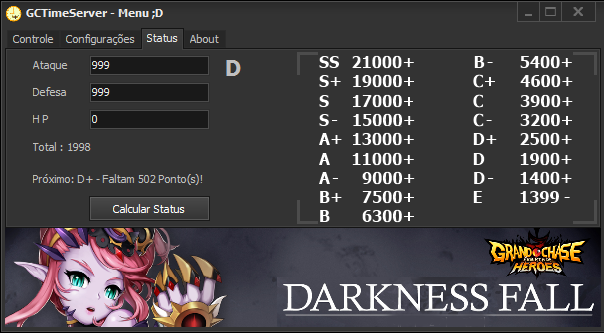 GCTimeServer - Menu ;D
Controle Configurações Status About
Ataque 999
D
Defesa 999
HP 0
Total : 1998
Próximo: D+ - Faltam 502 Ponto(s)!
Calcular Status
SS 21000+
S+ 19000+
S 17000+
S- 15000+
A+ 13000+
A 11000+
A- 9000+
B+ 7500+
B 6300+
B- 5400+
C+ 4600+
C 3900+
C- 3200+
D+ 2500+
D 1900+
D- 1400+
E 1399 -
GRAND CHASE
HEROES
DARKNESS FALL